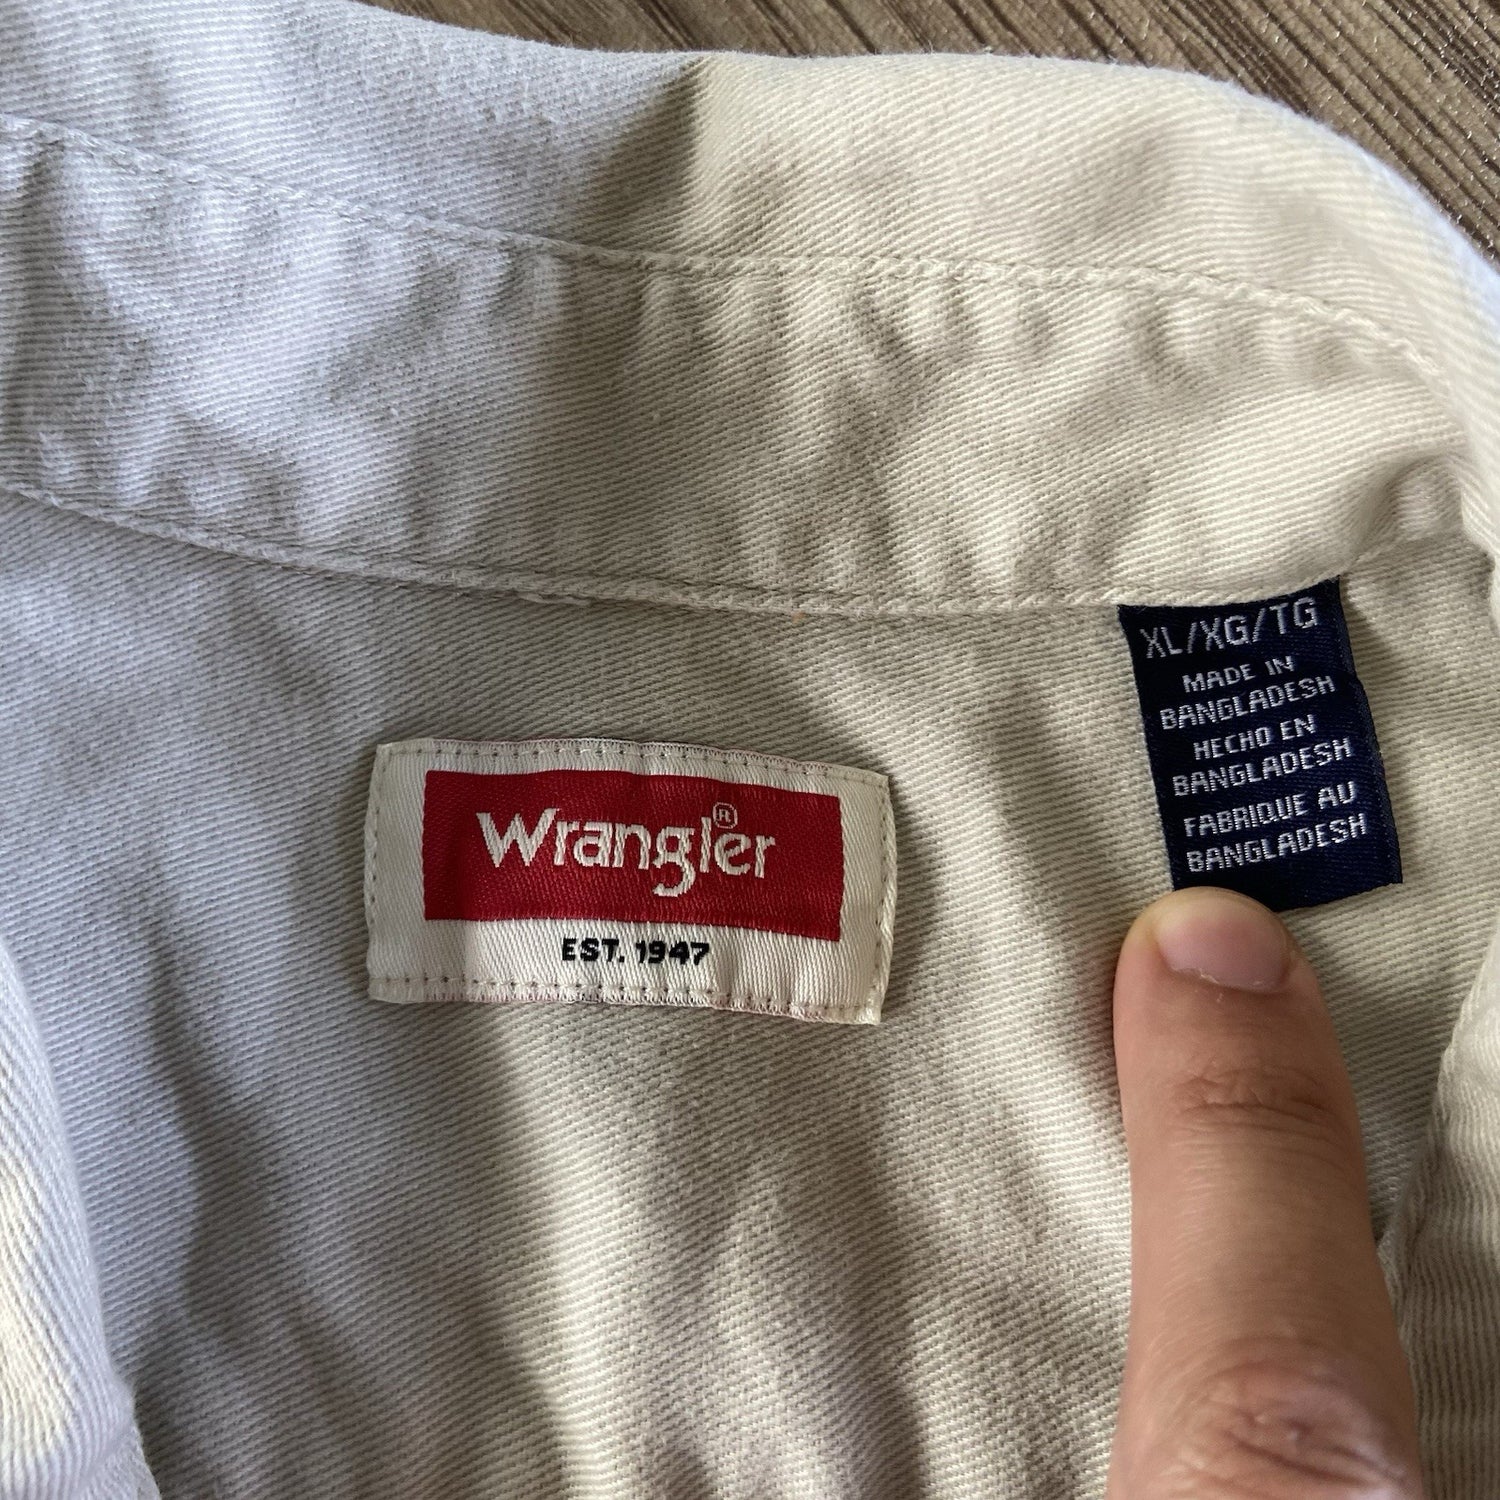 Wrangler®
EST. 1947
XL/XG/TG
MADE IN
BANGLADESH
HECHO EN
BANGLADESH
FABRIQUE AU
BANGLADESH